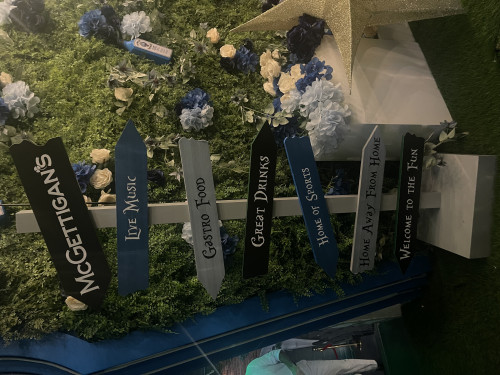 McGettigan's
Live Music
Gastro Food
Great Drinks
Home of Sports
Home Away From Home
Welcome to the Fun